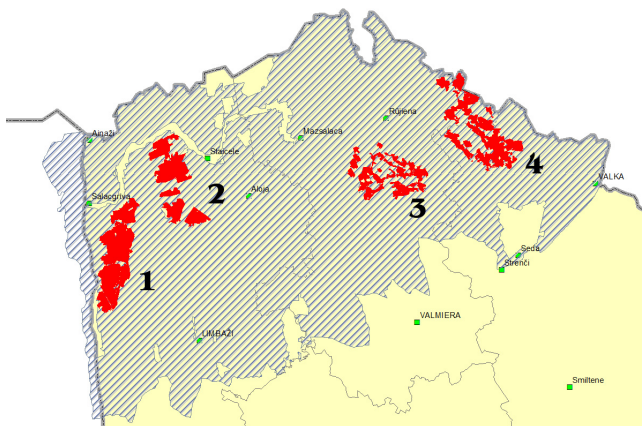 Rūjiena
Ainaži
Mazsalaca
Staicele
4
VALKA
2
Aloja
Salacgrīva
3
Seda
Strenči
1
VALMIERA
LIMBAŽI
Smiltene